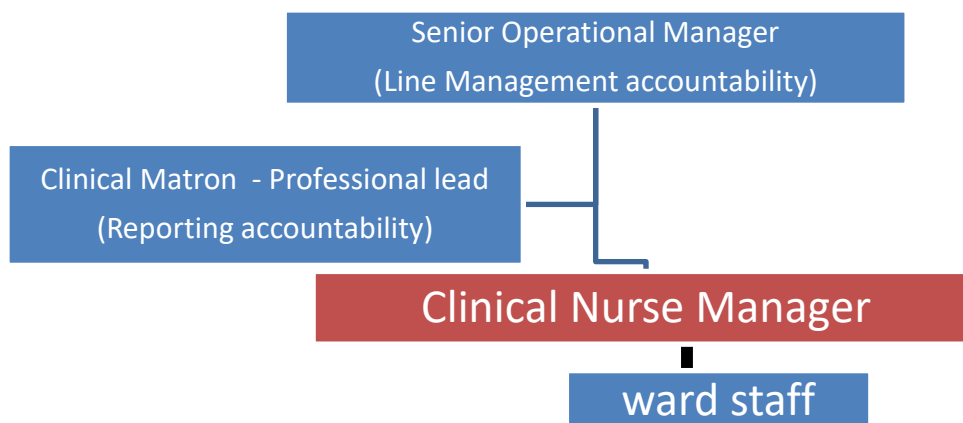 Senior Operational Manager
(Line Management accountability)
Clinical Matron - Professional lead
(Reporting accountability)
Clinical Nurse Manager
ward staff